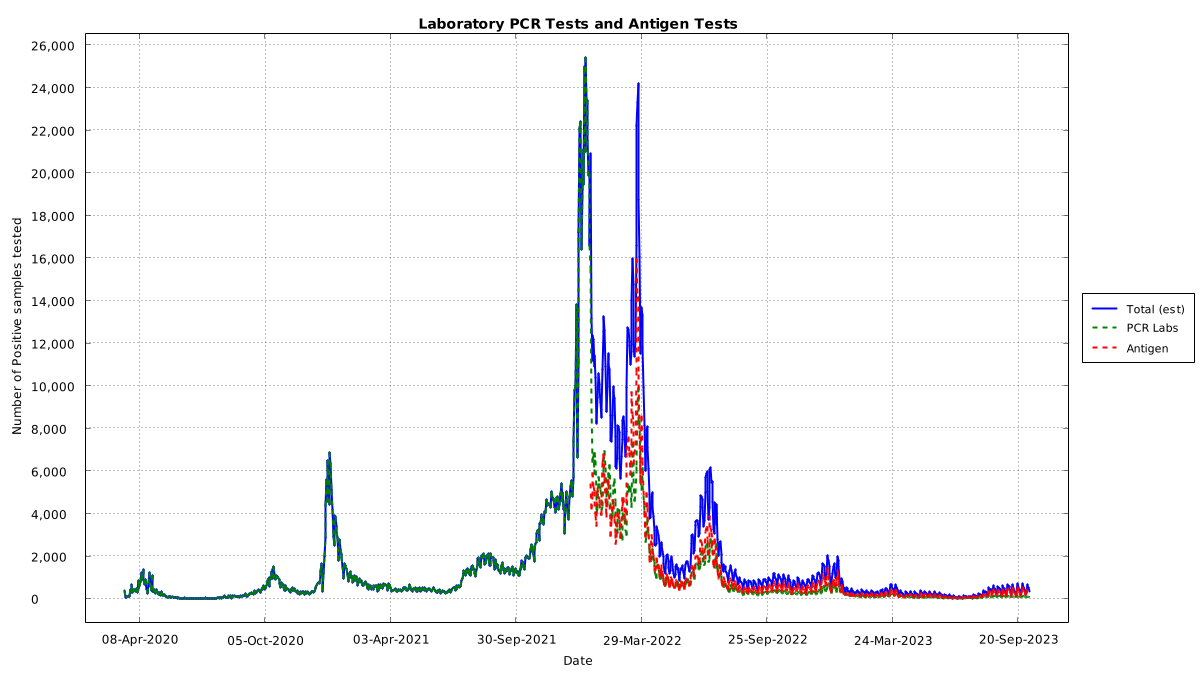 Laboratory PCR Tests and Antigen Tests
26,000
24,000
22,000
20,000
18,000
16,000
14,000
12,000
10,000
8,000
6,000
4,000
2,000
0
Number of Positive samples tested
08-Apr-2020
05-Oct-2020
03-Apr-2021
30-Sep-2021
29-Mar-2022
25-Sep-2022
24-Mar-2023
20-Sep-2023
Date
Total (est)
PCR Labs
Antigen